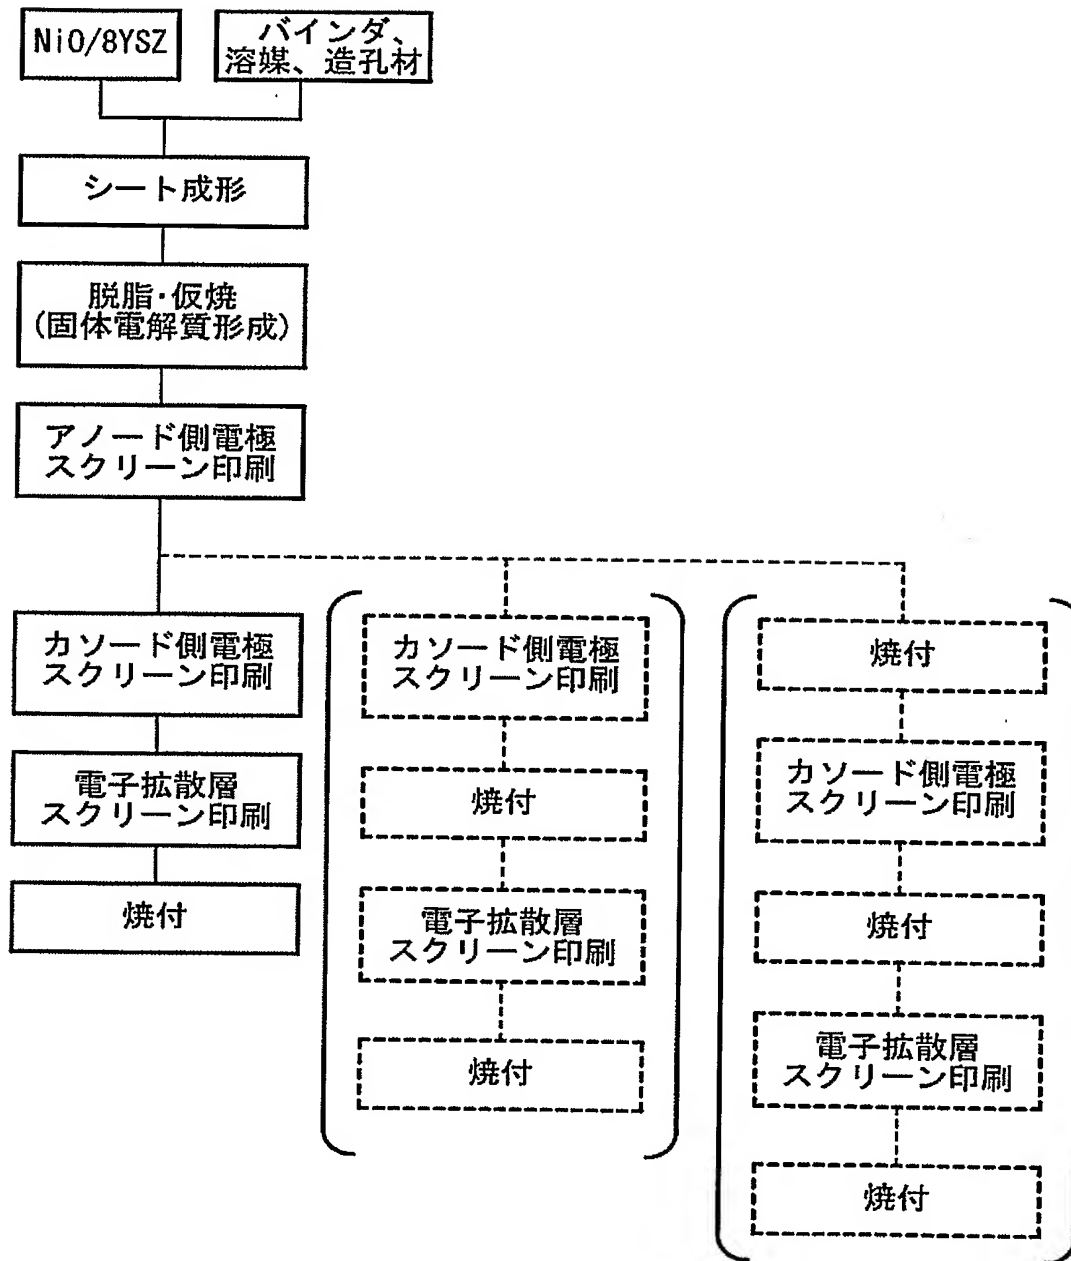 NiO/8YSZ
バインダ、
溶媒、造孔材
シート成形
脱脂・仮焼
(固体電解質形成)
アノード側電極
スクリーン印刷
カソード側電極
スクリーン印刷
電子拡散層
スクリーン印刷
焼付
カソード側電極
スクリーン印刷
焼付
電子拡散層
スクリーン印刷
焼付
焼付
カソード側電極
スクリーン印刷
焼付
電子拡散層
スクリーン印刷
焼付